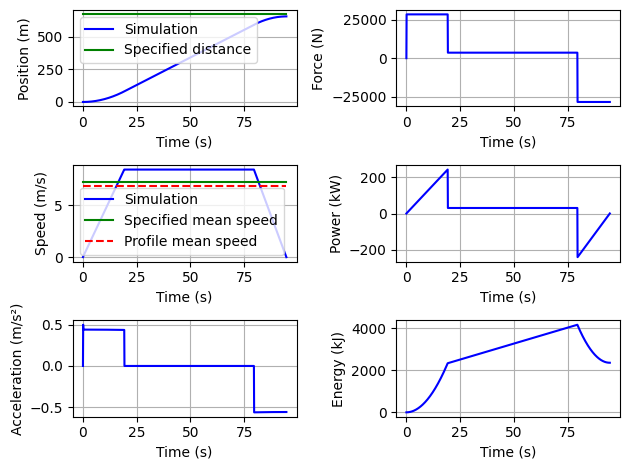 Position (m)
500
250
0
Simulation
Specified distance
0
25
50
75
Time (s)
Force (N)
25000
0
−25000
0
25
50
75
Time (s)
Speed (m/s)
5
0
Simulation
Specified mean speed
Profile mean speed
0
25
50
75
Time (s)
Power (kW)
200
0
−200
0
25
50
75
Time (s)
Acceleration (m/s²)
0.5
0.0
−0.5
0
25
50
75
Time (s)
Energy (kJ)
4000
2000
0
0
25
50
75
Time (s)